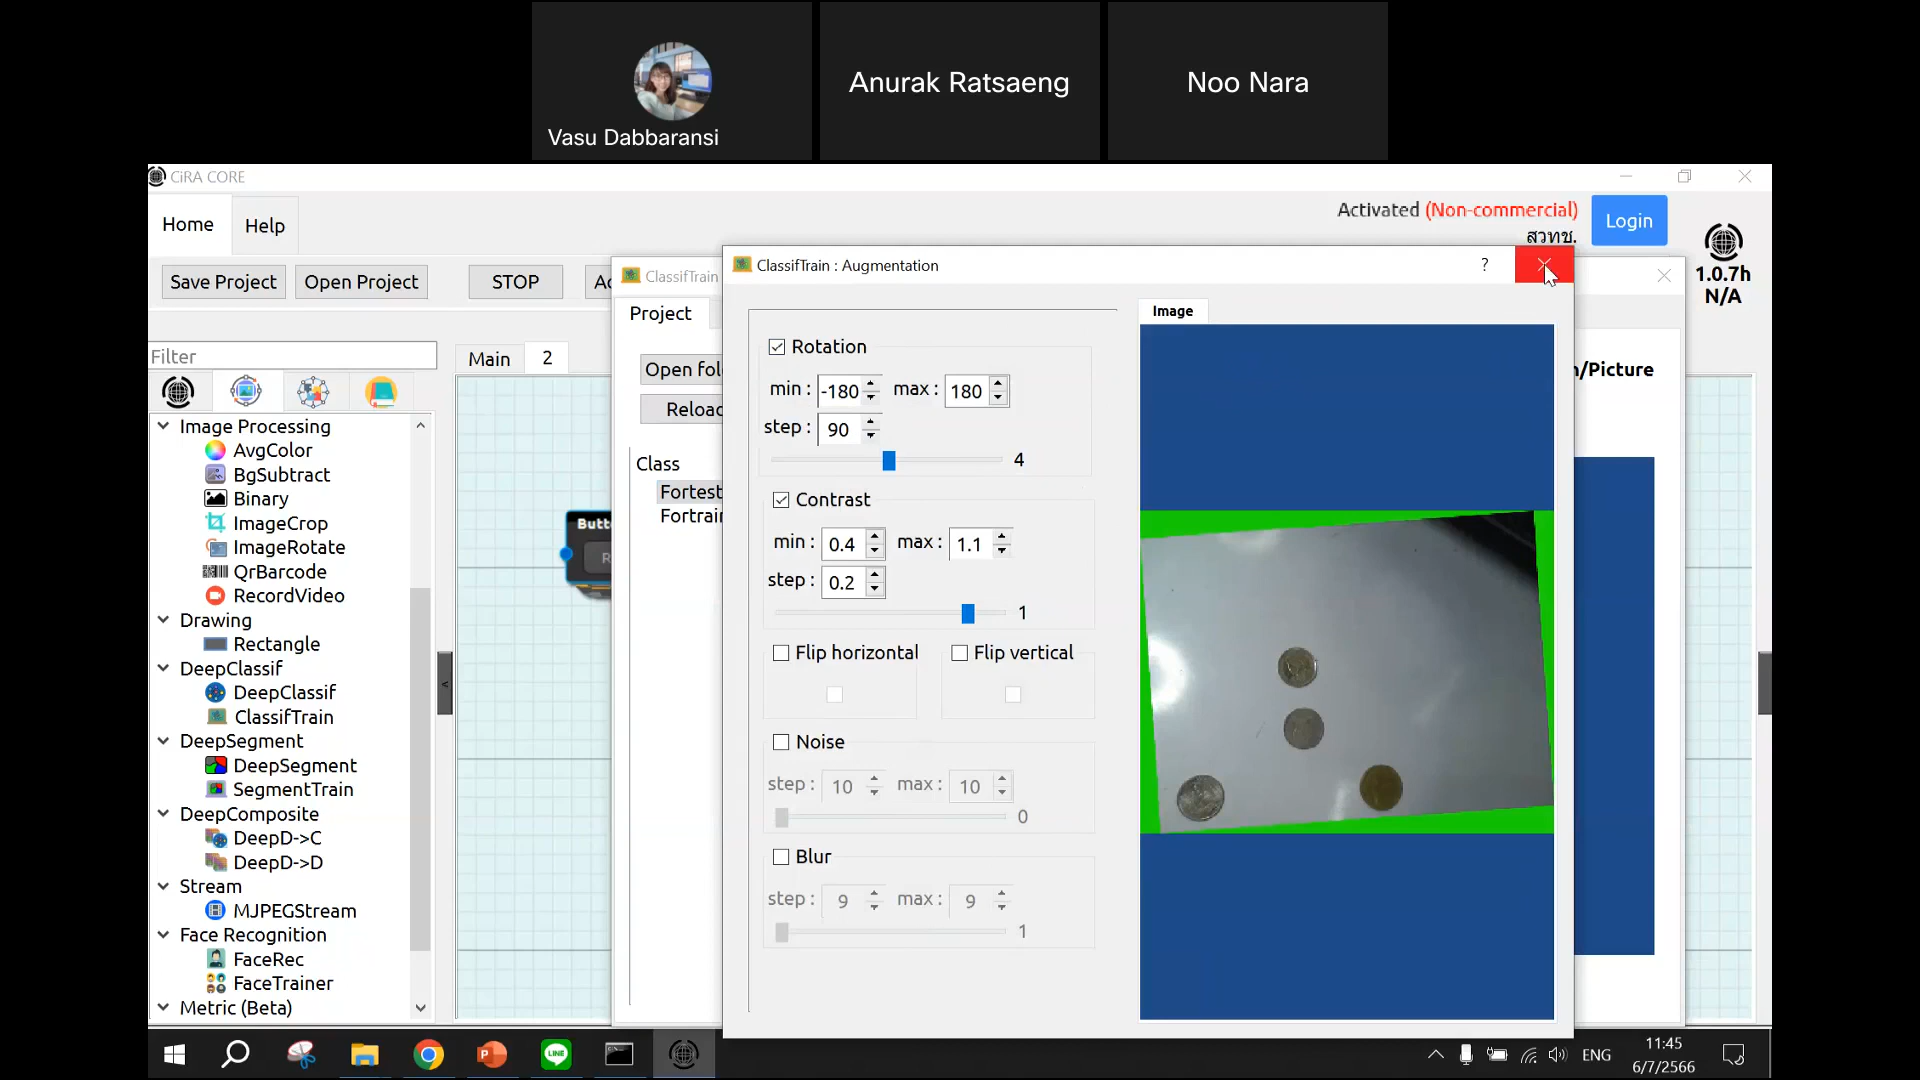 Vasu Dabbaransi
Anurak Ratsaeng
Noo Nara
CiRA CORE
Home
Help
Activated (Non-commercial)
สวทช.
Login
1.0.7h
N/A
Save Project
Open Project
STOP
Filter
Main
2
Image Processing
AvgColor
BgSubtract
Binary
ImageCrop
ImageRotate
QrBarcode
RecordVideo
Drawing
Rectangle
DeepClassif
DeepClassif
ClassifTrain
DeepSegment
DeepSegment
SegmentTrain
DeepComposite
DeepD->C
DeepD->D
Stream
MJPEGStream
Face Recognition
FaceRec
FaceTrainer
Metric (Beta)
ClassifTrain
Project
Open fol
Reload
Class
Fortest
Fortrain
Butt
n/Picture
ClassifTrain : Augmentation
?
Rotation
min : -180 max : 180
step : 90
4
Contrast
min : 0.4 max : 1.1
step : 0.2
1
Flip horizontal
Flip vertical
Noise
step : 10 max : 10
0
Blur
step : 9 max : 9
1
Image
LINE
ENG
11:45
6/7/2566